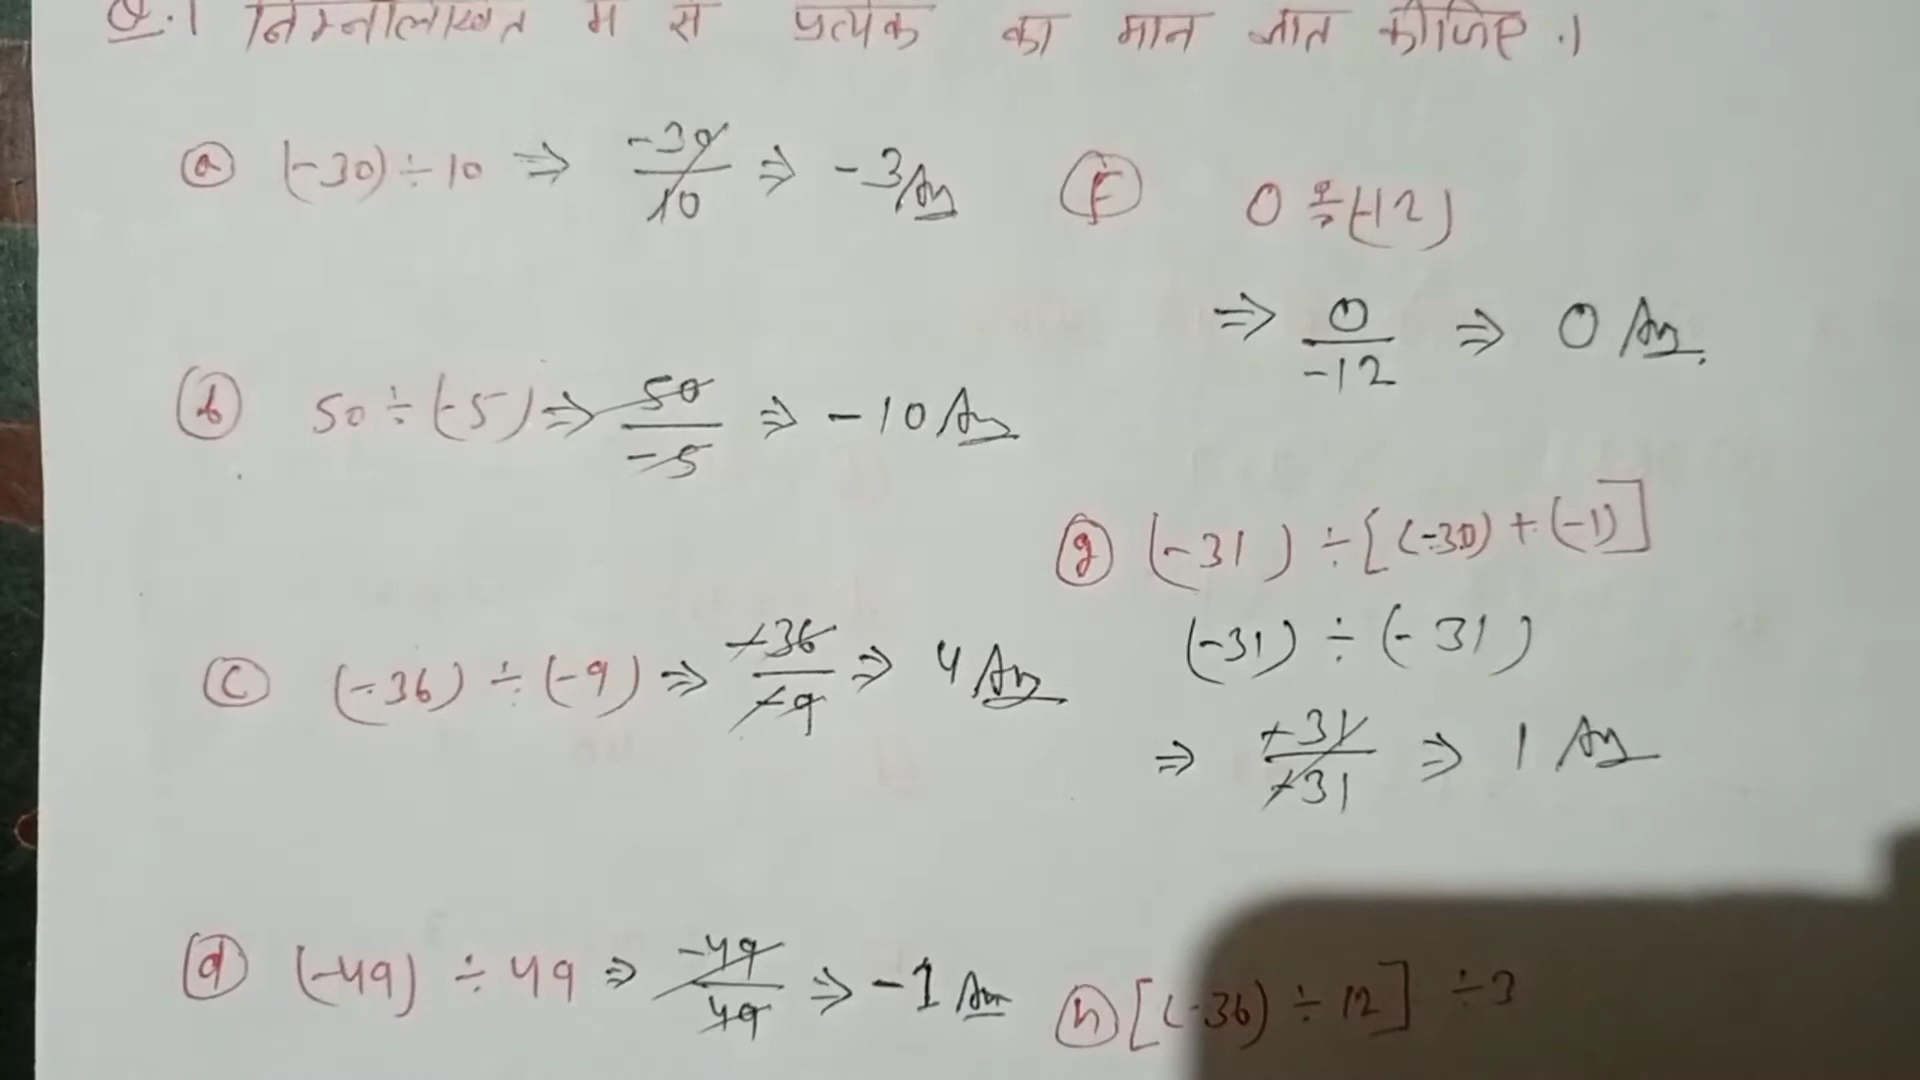 Q.1 निम्नलिखित में से प्रत्येक का मान ज्ञात कीजिए.।
(a) (-30) ÷ 10 ⇒ -30/10 ⇒ -3 Ans
(b) 50 ÷ (-5) ⇒ 50/-5 ⇒ -10 Ans
(c) (-36) ÷ (-9) ⇒ -36/-9 ⇒ 4 Ans
(d) (-49) ÷ 49 ⇒ -49/49 ⇒ -1 Ans
(F) 0 ÷ (-12)
⇒ 0/-12 ⇒ 0 Ans.
(g) (-31) ÷ [(-30) + (-1)]
(-31) ÷ (-31)
⇒ -31/-31 ⇒ 1 Ans
(h) [(-36) ÷ 12] ÷ 3